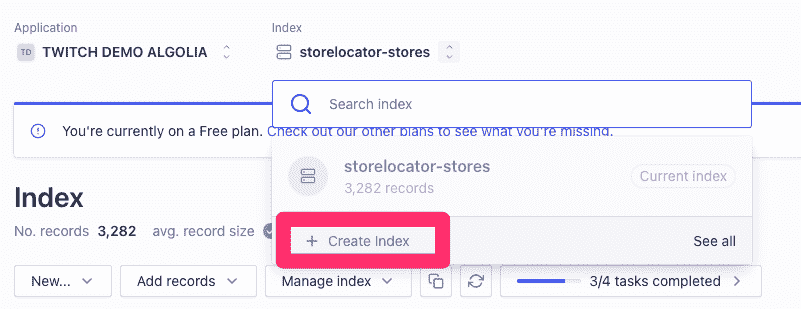 Application
Index
TD TWITCH DEMO ALGOLIA
storelocator-stores
Search index
You're currently on a Free plan. Check out our other plans to see what you're missing.
storelocator-stores
3,282 records
Current index
Index
No. records 3,282 avg. record size
+ Create Index
See all
New...
Add records
Manage index
3/4 tasks completed